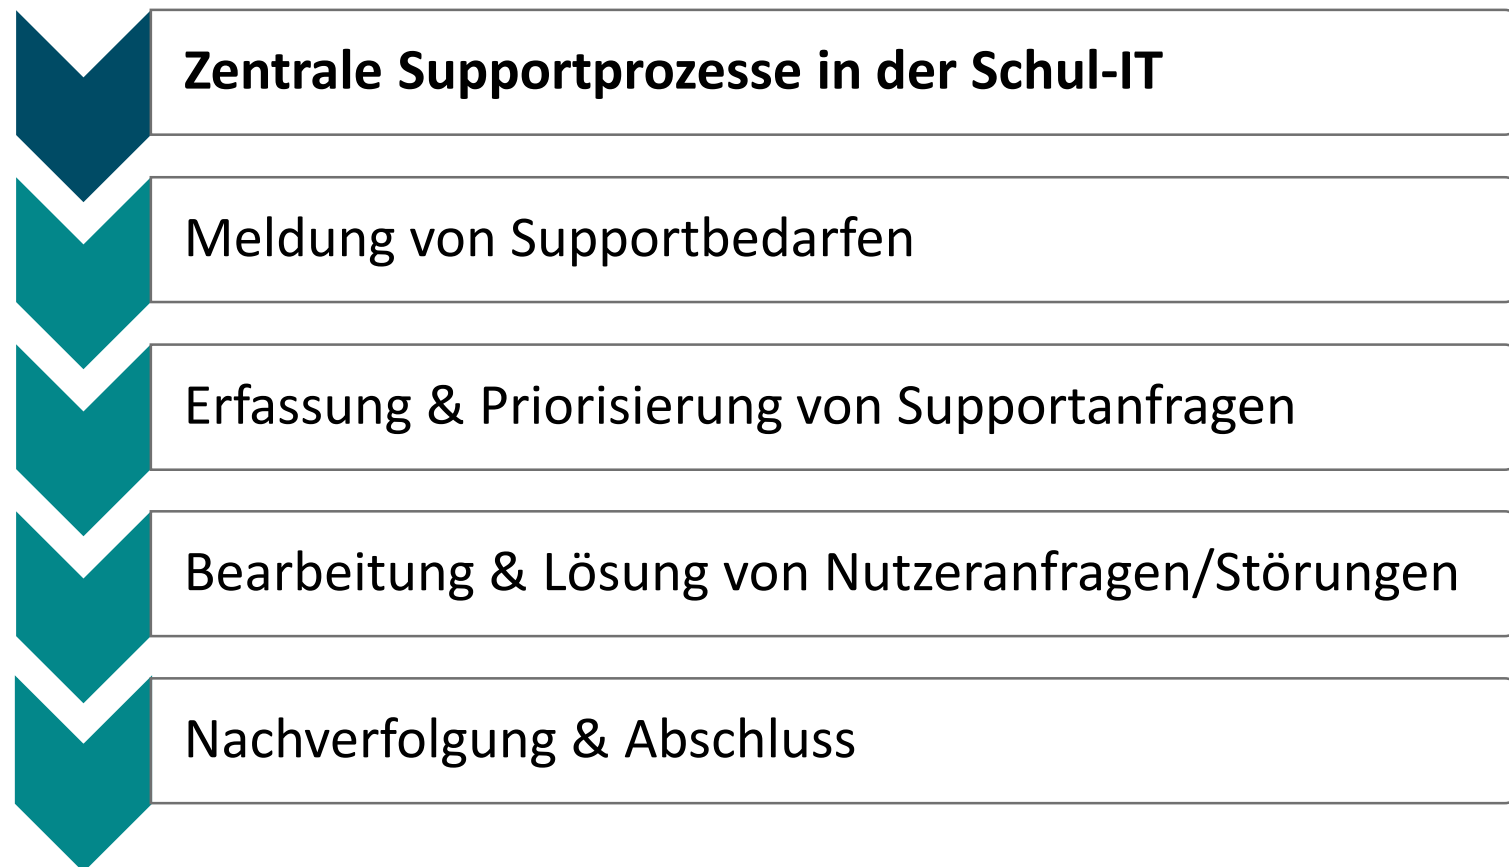 Zentrale Supportprozesse in der Schul-IT
Meldung von Supportbedarfen
Erfassung & Priorisierung von Supportanfragen
Bearbeitung & Lösung von Nutzeranfragen/Störungen
Nachverfolgung & Abschluss